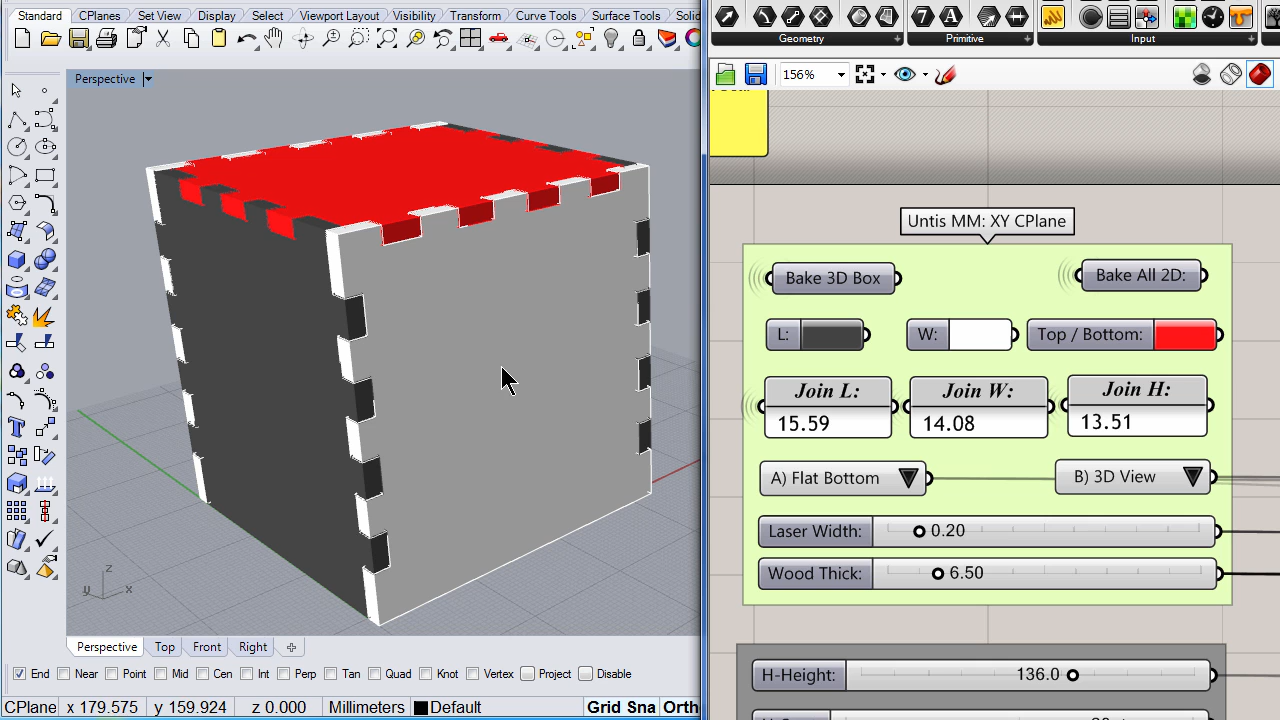 Standard CPlanes Set View Display Select Viewport Layout Visibility Transform Curve Tools Surface Tools Solid
Perspective
z
y x
Perspective Top Front Right
End Near Point Mid Cen Int Perp Tan Quad Knot Vertex Project Disable
CPlane x 179.575 y 159.924 z 0.000 Millimeters Default Grid Sna Orth
Geometry Primitive Input
156%
Untis MM: XY CPlane
Bake 3D Box Bake All 2D:
L: W: Top / Bottom:
Join L: Join W: Join H:
15.59 14.08 13.51
A) Flat Bottom B) 3D View
Laser Width: 0.20
Wood Thick: 6.50
H-Height: 136.0